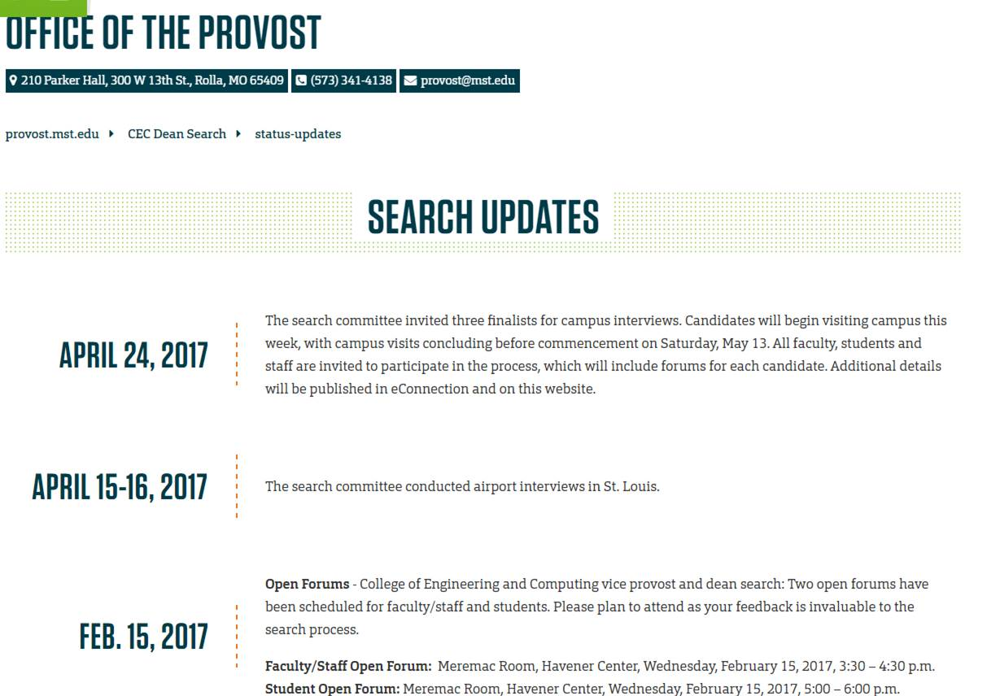 OFFICE OF THE PROVOST
210 Parker Hall, 300 W 13th St., Rolla, MO 65409 (573) 341-4138 provost@mst.edu
provost.mst.edu CEC Dean Search status-updates
SEARCH UPDATES
APRIL 24, 2017
The search committee invited three finalists for campus interviews. Candidates will begin visiting campus this
week, with campus visits concluding before commencement on Saturday, May 13. All faculty, students and
staff are invited to participate in the process, which will include forums for each candidate. Additional details
will be published in eConnection and on this website.
APRIL 15-16, 2017
The search committee conducted airport interviews in St. Louis.
FEB. 15, 2017
Open Forums - College of Engineering and Computing vice provost and dean search: Two open forums have
been scheduled for faculty/staff and students. Please plan to attend as your feedback is invaluable to the
search process.
Faculty/Staff Open Forum: Meremac Room, Havener Center, Wednesday, February 15, 2017, 3:30 – 4:30 p.m.
Student Open Forum: Meremac Room, Havener Center, Wednesday, February 15, 2017, 5:00 – 6:00 p.m.